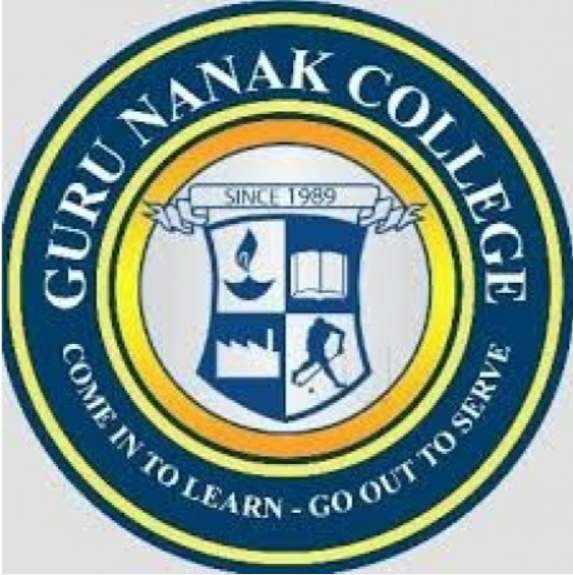 GURU NANAK COLLEGE
SINCE 1989
COME IN TO LEARN - GO OUT TO SERVE